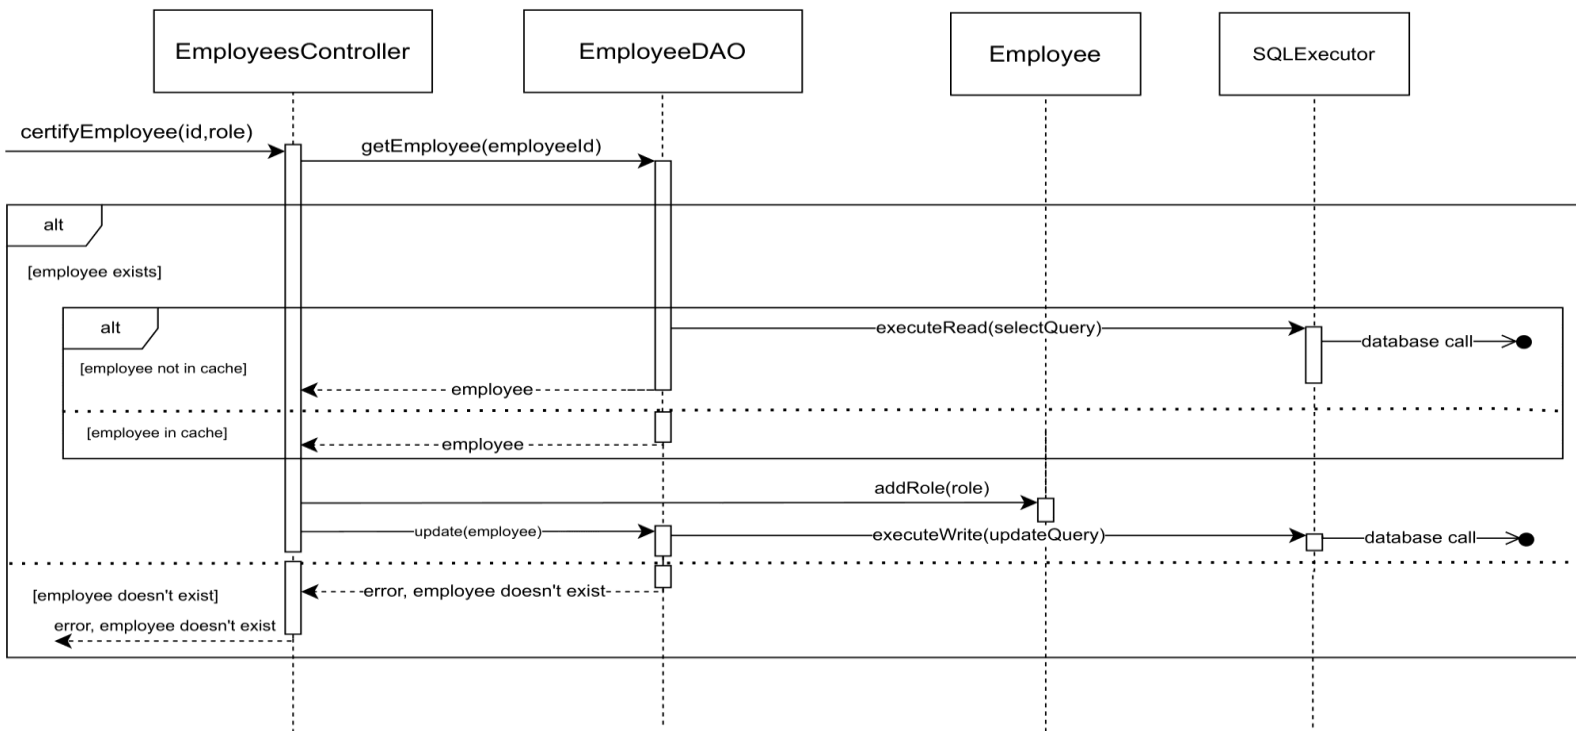 EmployeesController
EmployeeDAO
Employee
SQLExecutor
certifyEmployee(id,role)
getEmployee(employeeId)
alt
[employee exists]
alt
executeRead(selectQuery)
database call
[employee not in cache]
employee
[employee in cache]
employee
addRole(role)
update(employee)
executeWrite(updateQuery)
database call
[employee doesn't exist]
error, employee doesn't exist
error, employee doesn't exist